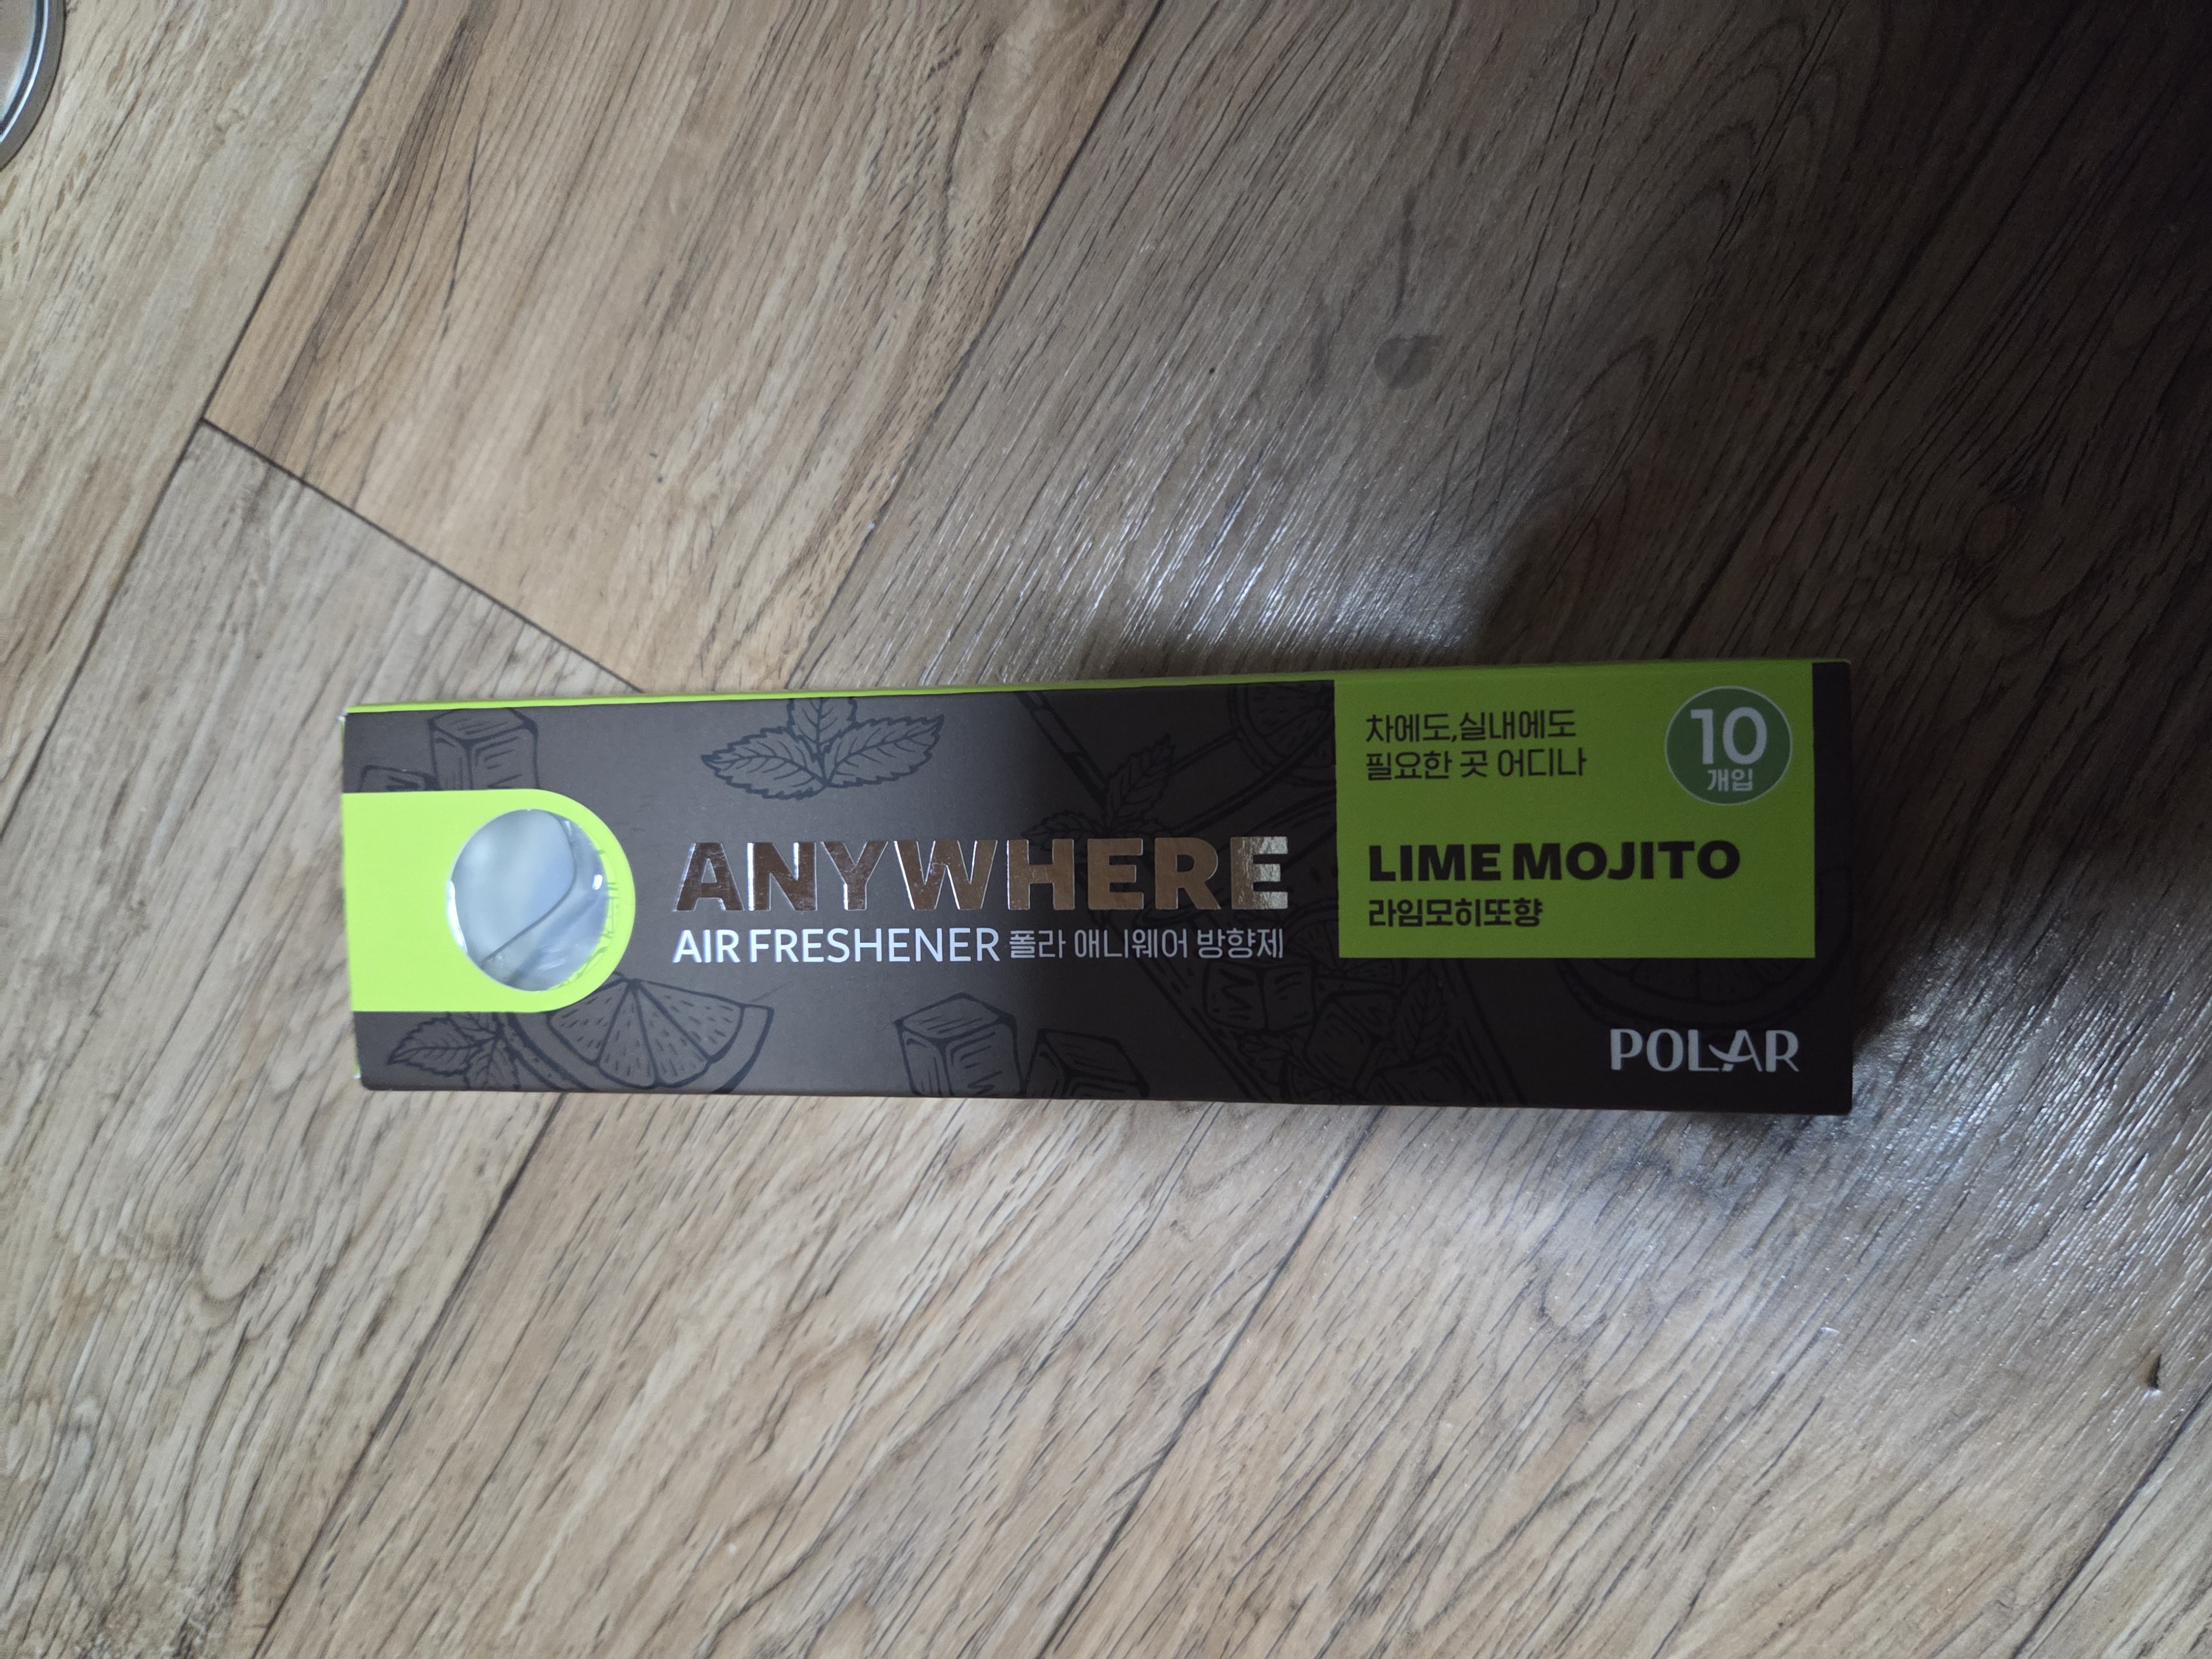 ANYWHERE
AIR FRESHENER 폴라 애니웨어 방향제
차에도,실내에도
필요한 곳 어디나
10
개입
LIME MOJITO
라임모히또향
POLAR